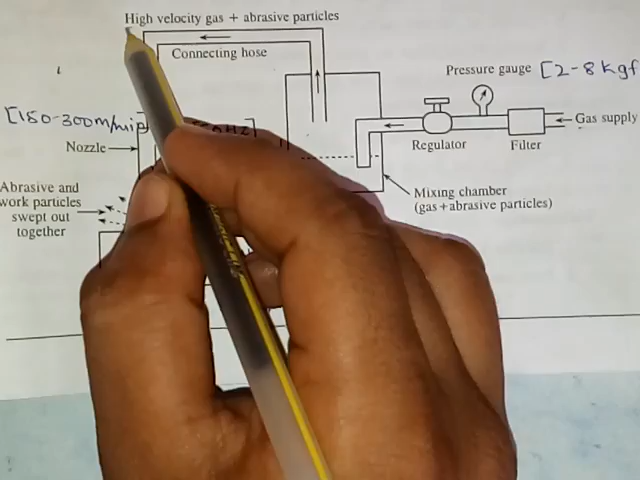 High velocity gas + abrasive particles
Connecting hose
Pressure gauge [2-8 kgf
[150-300m/min]
Gas supply
Nozzle
Regulator
Filter
Abrasive and
work particles
swept out
together
Mixing chamber
(gas+abrasive particles)